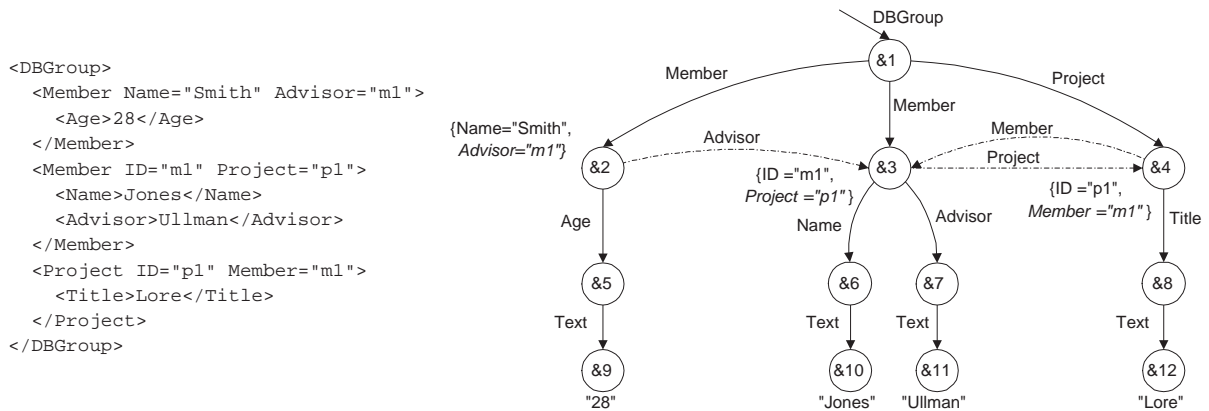 <DBGroup>
<Member Name="Smith" Advisor="m1">
<Age>28</Age>
</Member>
<Member ID="m1" Project="p1">
<Name>Jones</Name>
<Advisor>Ullman</Advisor>
</Member>
<Project ID="p1" Member="m1">
<Title>Lore</Title>
</Project>
</DBGroup>
DBGroup
&1
Member
Member
Project
{Name="Smith",
Advisor="m1"}
&2
Advisor
&3
Member
Project
&4
{ID ="m1",
Project ="p1" }
{ID ="p1",
Member ="m1" }
Age
Name
Advisor
Title
&5
&6
&7
&8
Text
Text
Text
Text
&9
&10
&11
&12
"28"
"Jones"
"Ullman"
"Lore"